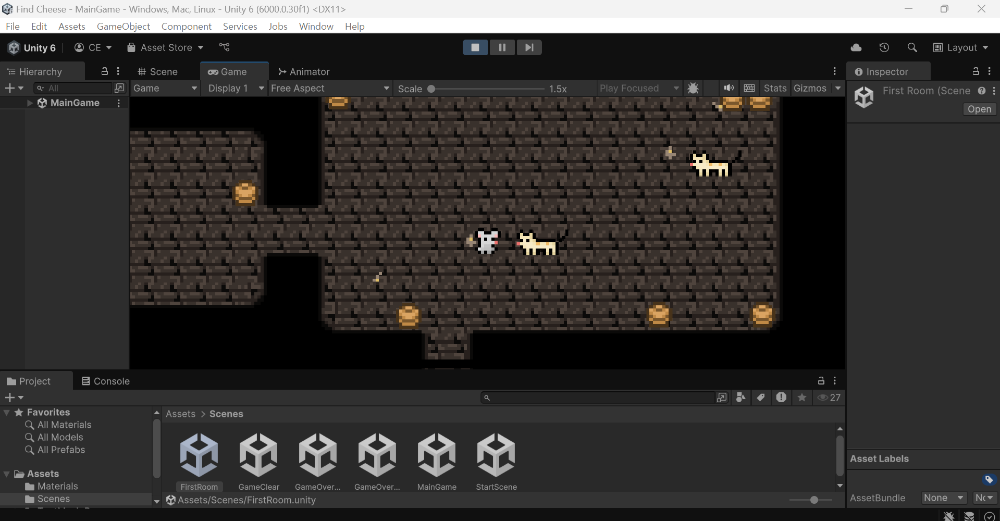 Find Cheese - MainGame - Windows, Mac, Linux - Unity 6 (6000.0.30f1) <DX11>
File Edit Assets GameObject Component Services Jobs Window Help
Unity 6 CE Asset Store Layout
Hierarchy Scene Game Animator Inspector
All Game Display 1 Free Aspect Scale 1.5x Play Focused Stats Gizmos First Room (Scene
MainGame Open
Project Console
27
Favorites Assets > Scenes
All Materials
All Models
All Prefabs
Asset Labels
Assets
Materials FirstRoom GameClear GameOver... GameOver... MainGame StartScene
Scenes Assets/Scenes/FirstRoom.unity AssetBundle None